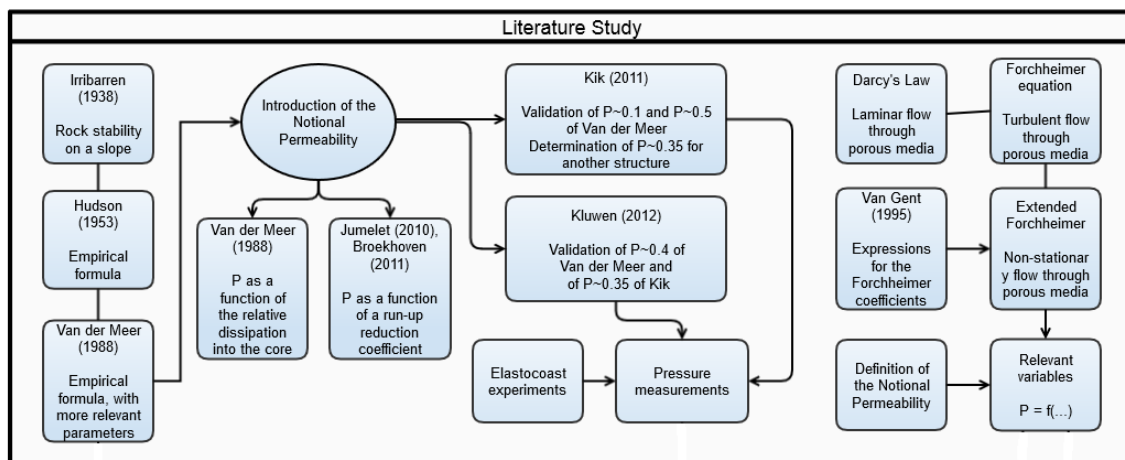 Literature Study
Irribarren
(1938)
Rock stability
on a slope
Hudson
(1953)
Empirical
formula
Van der Meer
(1988)
Empirical
formula, with
more relevant
parameters
Introduction of the
Notional
Permeability
Van der Meer
(1988)
P as a
function of
the relative
dissipation
into the core
Jumelet (2010),
Broekhoven
(2011)
P as a function
of a run-up
reduction
coefficient
Kik (2011)
Validation of P~0.1 and P~0.5
of Van der Meer
Determination of P~0.35 for
another structure
Kluwen (2012)
Validation of P~0.4 of
Van der Meer and
of P~0.35 of Kik
Elastocoast
experiments
Pressure
measurements
Darcy's Law
Laminar flow
through
porous media
Forchheimer
equation
Turbulent flow
through
porous media
Van Gent
(1995)
Expressions
for the
Forchheimer
coefficients
Extended
Forchheimer
Non-stationar
y flow through
porous media
Definition of
the Notional
Permeability
Relevant
variables
P = f(...)